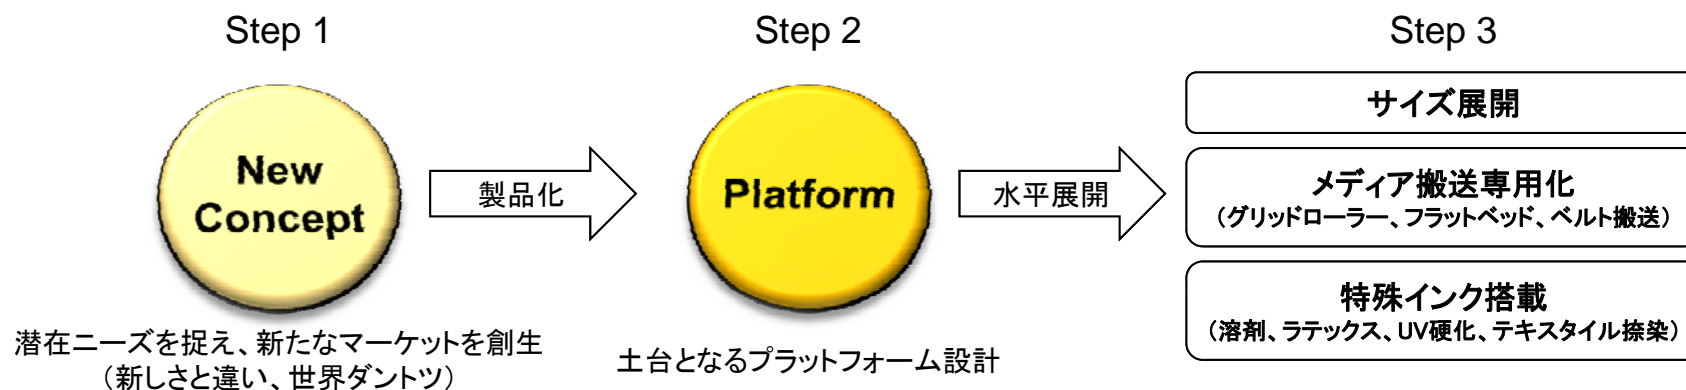 Step 1
New
Concept
潜在ニーズを捉え、新たなマーケットを創生
（新しさと違い、世界ダントツ）
製品化
Step 2
Platform
土台となるプラットフォーム設計
水平展開
Step 3
サイズ展開
メディア搬送専用化
（グリッドローラー、フラットベッド、ベルト搬送）
特殊インク搭載
（溶剤、ラテックス、UV硬化、テキスタイル捺染）